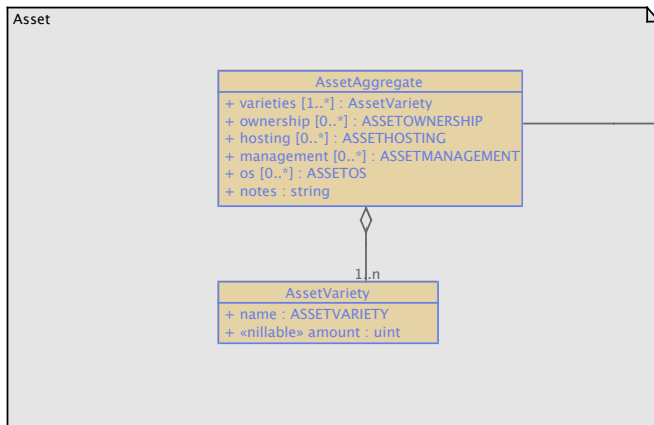 Asset
AssetAggregate
+ varieties [1..*] : AssetVariety
+ ownership [0..*] : ASSETOWNERSHIP
+ hosting [0..*] : ASSETHOSTING
+ management [0..*] : ASSETMANAGEMENT
+ os [0..*] : ASSETOS
+ notes : string
1..n
AssetVariety
+ name : ASSETVARIETY
+ «nillable» amount : uint